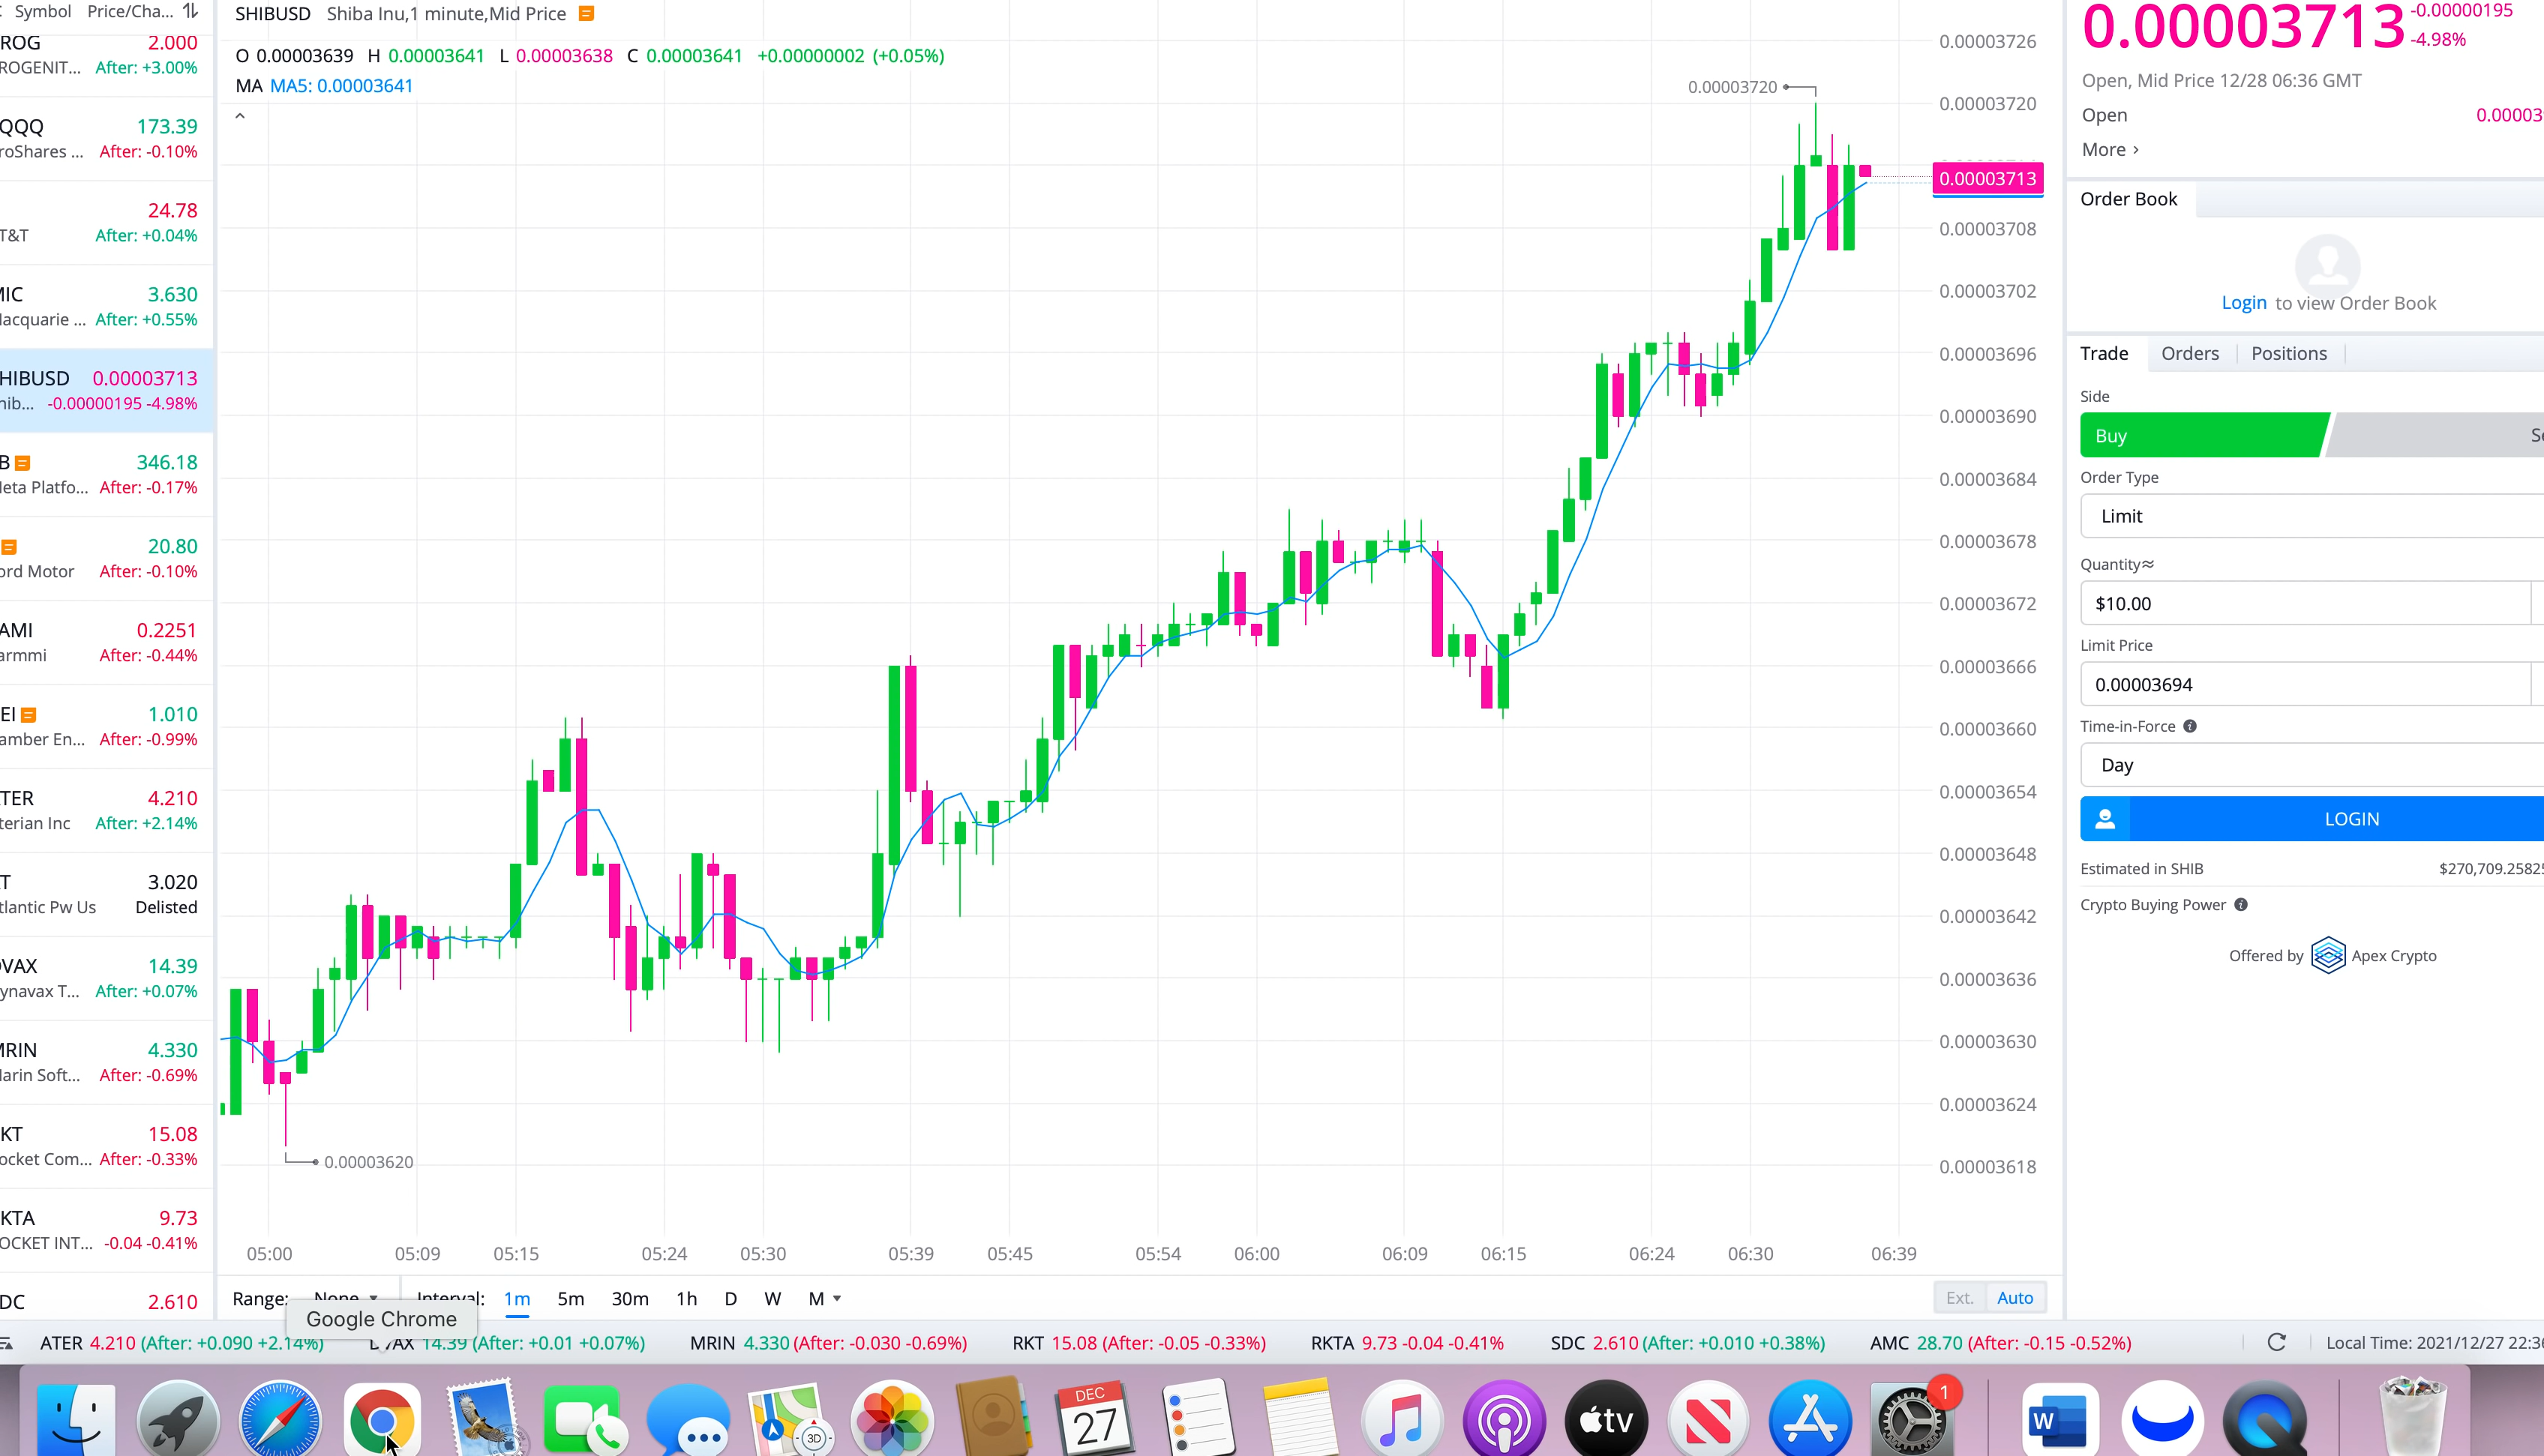 Symbol Price/Cha...
ROG 2.000
ROGENIT... After: +3.00%
QQQ 173.39
roShares ... After: -0.10%
24.78
T&T After: +0.04%
MIC 3.630
acquarie ... After: +0.55%
HIBUSD 0.00003713
hib... -0.00000195 -4.98%
B 346.18
leta Platfo... After: -0.17%
20.80
ord Motor After: -0.10%
AMI 0.2251
armmi After: -0.44%
EI 1.010
amber En... After: -0.99%
TER 4.210
terian Inc After: +2.14%
T 3.020
tlantic Pw Us Delisted
VAX 14.39
ynavax T... After: +0.07%
MRIN 4.330
larin Soft... After: -0.69%
KT 15.08
ocket Com... After: -0.33%
KTA 9.73
OCKET INT... -0.04 -0.41%
DC 2.610
SHIBUSD Shiba Inu,1 minute,Mid Price
O 0.00003639 H 0.00003641 L 0.00003638 C 0.00003641 +0.00000002 (+0.05%)
MA MA5: 0.00003641
0.00003720
0.00003620
0.00003726
0.00003720
0.00003713
0.00003708
0.00003702
0.00003696
0.00003690
0.00003684
0.00003678
0.00003672
0.00003666
0.00003660
0.00003654
0.00003648
0.00003642
0.00003636
0.00003630
0.00003624
0.00003618
05:00 05:09 05:15 05:24 05:30 05:39 05:45 05:54 06:00 06:09 06:15 06:24 06:30 06:39
Range: None Interval: 1m 5m 30m 1h D W M Ext. Auto
Google Chrome
0.00003713 -0.00000195
-4.98%
Open, Mid Price 12/28 06:36 GMT
Open 0.00003
More
Order Book
Login to view Order Book
Trade Orders Positions
Side
Buy
Order Type
Limit
Quantity≈
$10.00
Limit Price
0.00003694
Time-in-Force
Day
LOGIN
Estimated in SHIB $270,709.2582
Crypto Buying Power
Offered by Apex Crypto
ATER 4.210 (After: +0.090 +2.14%) VAX 14.39 (After: +0.01 +0.07%) MRIN 4.330 (After: -0.030 -0.69%) RKT 15.08 (After: -0.05 -0.33%) RKTA 9.73 -0.04 -0.41% SDC 2.610 (After: +0.010 +0.38%) AMC 28.70 (After: -0.15 -0.52%) Local Time: 2021/12/27 22:3
DEC
27
3D
tv
1
W